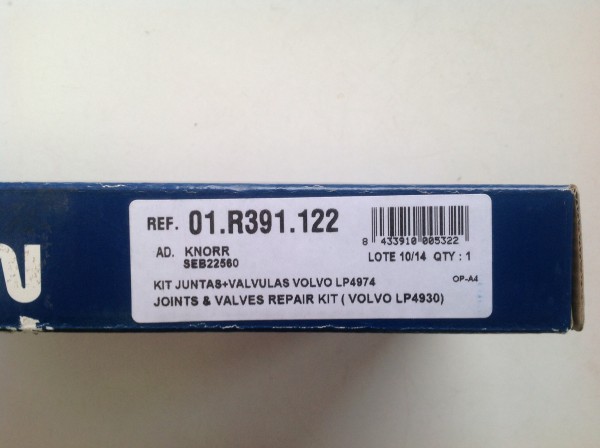 REF. 01.R391.122
8 433910 005322
AD. KNORR
SEB22560
LOTE 10/14 QTY : 1
KIT JUNTAS+VALVULAS VOLVO LP4974
OP-A4
JOINTS & VALVES REPAIR KIT ( VOLVO LP4930)
N